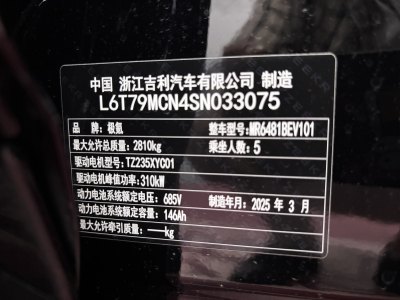 中国 浙江吉利汽车有限公司 制造
L6T79MCN4SN033075
品 牌：极氪 整车型号：MR6481BEV101
最大允许总质量：2810kg 乘坐人数：5
驱动电机型号：TZ235XYC01
驱动电机峰值功率：310kW
动力电池系统额定电压：685V 制造年月：2025 年 3 月
动力电池系统额定容量：146Ah
最大允许牵引质量：——kg